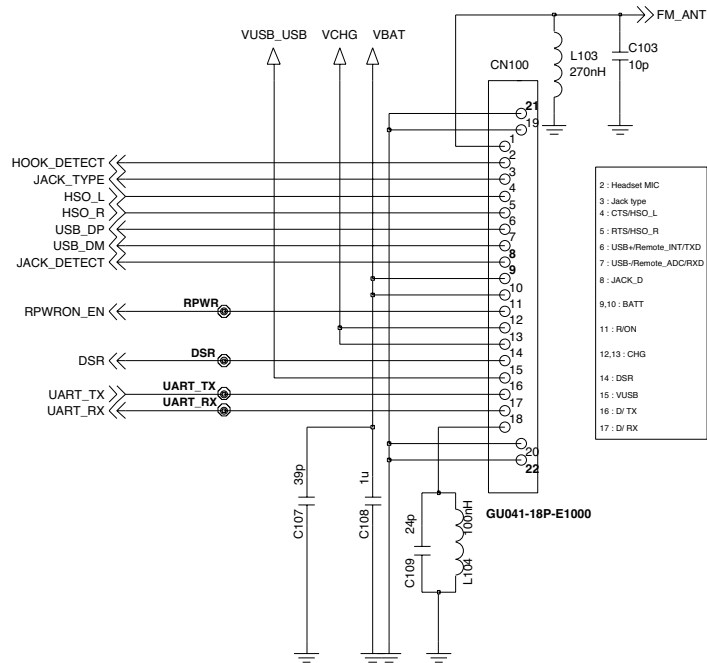 FM_ANT
VUSB_USB
VCHG
VBAT
CN100
L103
270nH
C103
10p
21
19
1
2
3
4
5
6
7
8
9
10
11
12
13
14
15
16
17
18
20
22
HOOK_DETECT
JACK_TYPE
HSO_L
HSO_R
USB_DP
USB_DM
JACK_DETECT
RPWRON_EN
RPWR
DSR
DSR
UART_TX
UART_TX
UART_RX
UART_RX
2 : Headset MIC
3 : Jack type
4 : CTS/HSO_L
5 : RTS/HSO_R
6 : USB+/Remote_INT/TXD
7 : USB-/Remote_ADC/RXD
8 : JACK_D
9,10 : BATT
11 : R/ON
12,13 : CHG
14 : DSR
15 : VUSB
16 : D/ TX
17 : D/ RX
39p
C107
1u
C108
24p
C109
100nH
L104
GU041-18P-E1000